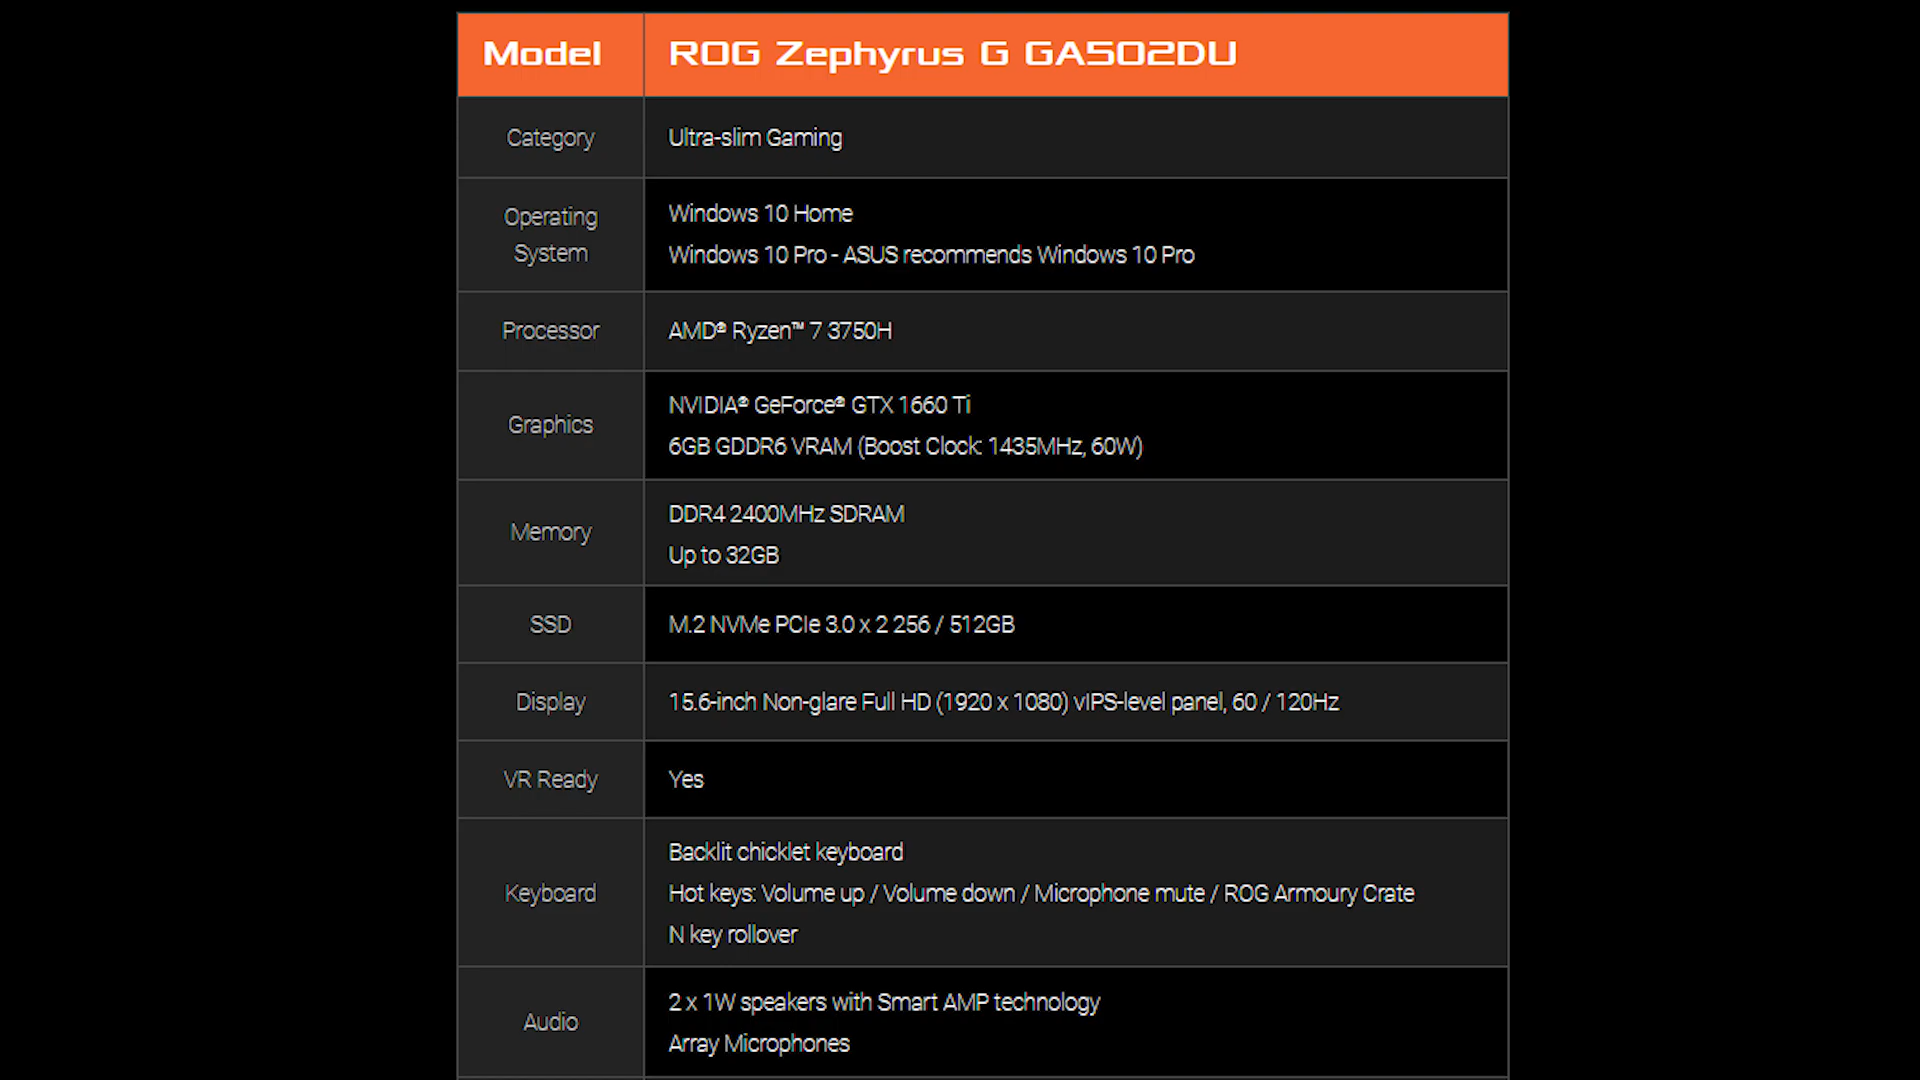 Model
ROG Zephyrus G GA502DU
Category
Ultra-slim Gaming
Operating
System
Windows 10 Home
Windows 10 Pro - ASUS recommends Windows 10 Pro
Processor
AMD® Ryzen™ 7 3750H
Graphics
NVIDIA® GeForce® GTX 1660 Ti
6GB GDDR6 VRAM (Boost Clock: 1435MHz, 60W)
Memory
DDR4 2400MHz SDRAM
Up to 32GB
SSD
M.2 NVMe PCIe 3.0 x 2 256 / 512GB
Display
15.6-inch Non-glare Full HD (1920 x 1080) vIPS-level panel, 60 / 120Hz
VR Ready
Yes
Keyboard
Backlit chicklet keyboard
Hot keys: Volume up / Volume down / Microphone mute / ROG Armoury Crate
N key rollover
Audio
2 x 1W speakers with Smart AMP technology
Array Microphones